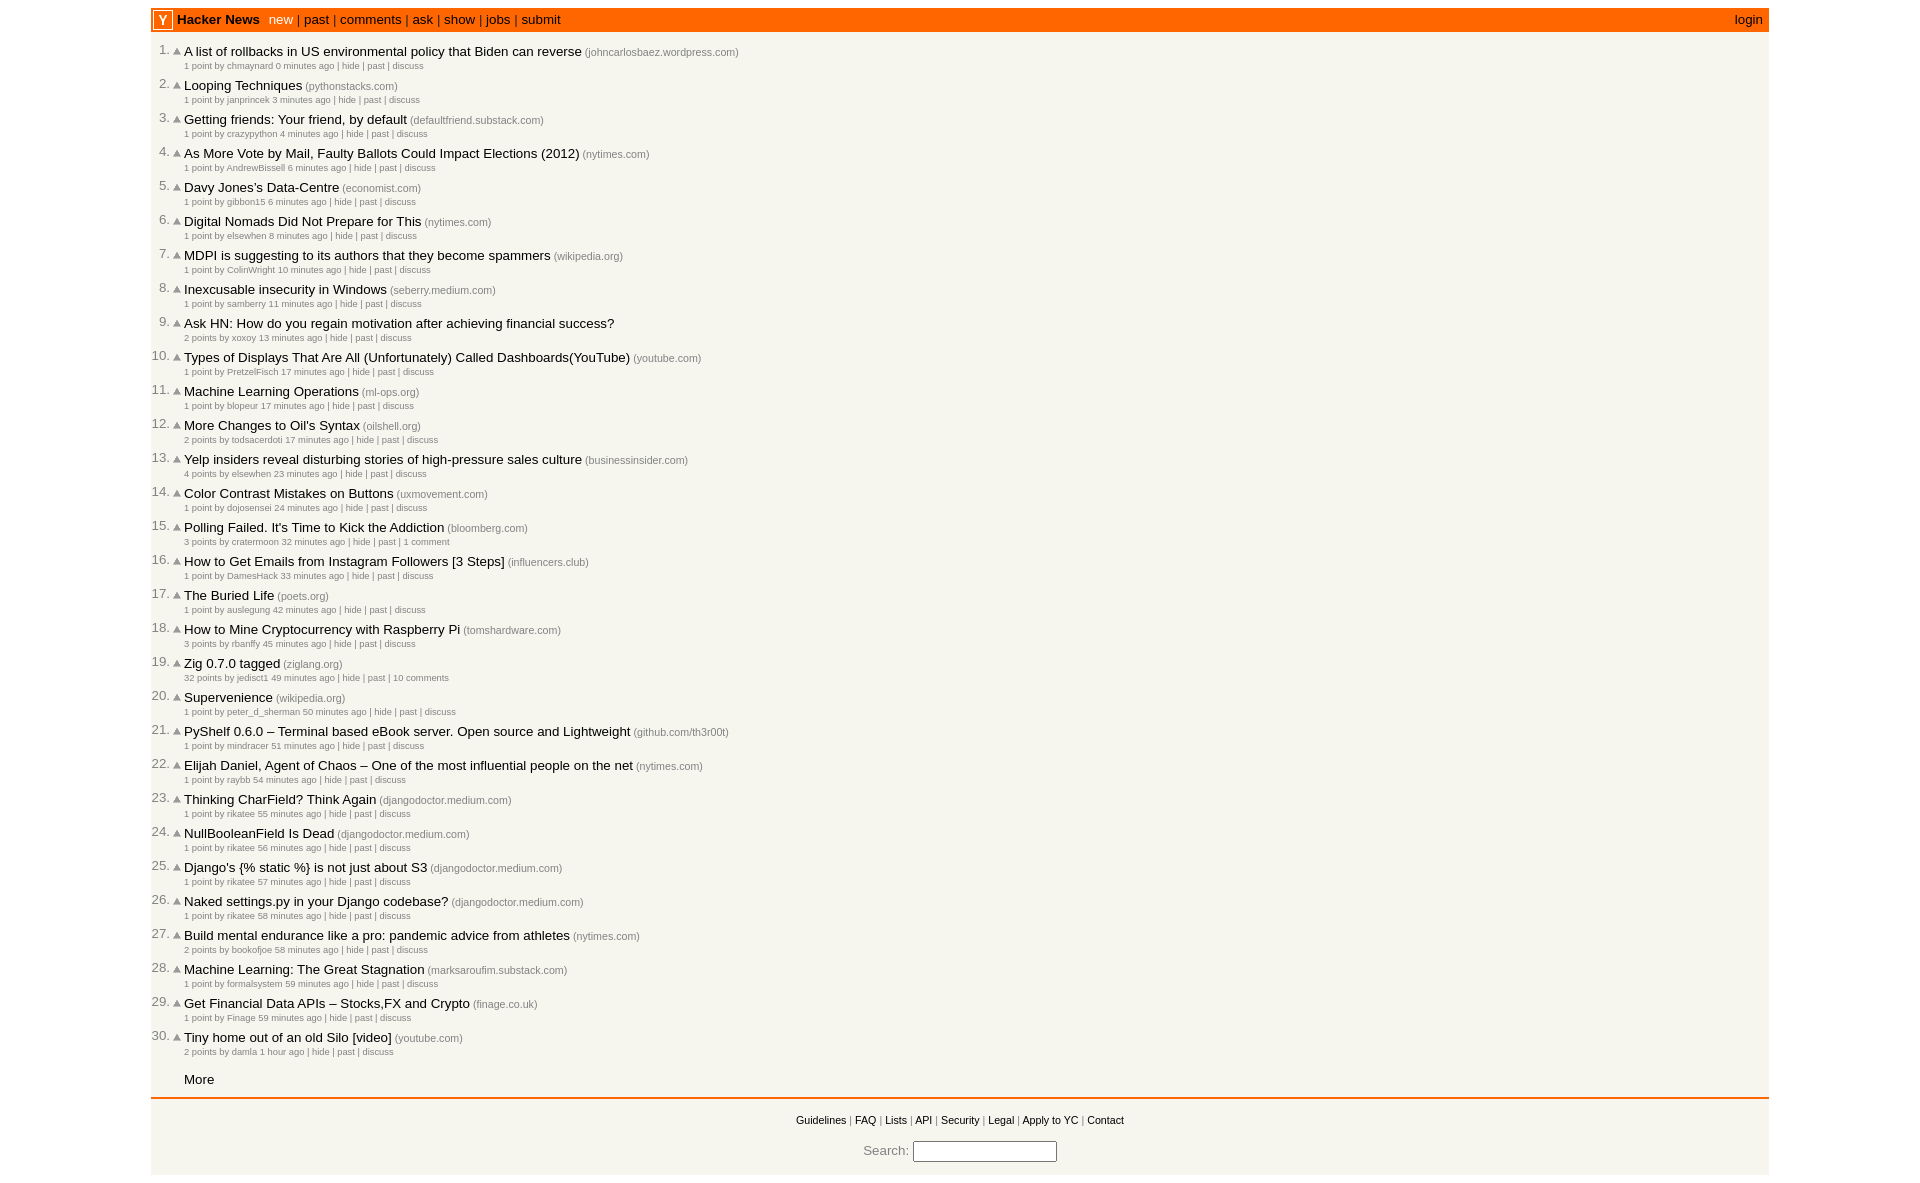 Y Hacker News new | past | comments | ask | show | jobs | submit login
1. A list of rollbacks in US environmental policy that Biden can reverse (johncarlosbaez.wordpress.com)
1 point by chmaynard 0 minutes ago | hide | past | discuss
2. Looping Techniques (pythonstacks.com)
1 point by janprincek 3 minutes ago | hide | past | discuss
3. Getting friends: Your friend, by default (defaultfriend.substack.com)
1 point by crazypython 4 minutes ago | hide | past | discuss
4. As More Vote by Mail, Faulty Ballots Could Impact Elections (2012) (nytimes.com)
1 point by AndrewBissell 6 minutes ago | hide | past | discuss
5. Davy Jones’s Data-Centre (economist.com)
1 point by gibbon15 6 minutes ago | hide | past | discuss
6. Digital Nomads Did Not Prepare for This (nytimes.com)
1 point by elsewhen 8 minutes ago | hide | past | discuss
7. MDPI is suggesting to its authors that they become spammers (wikipedia.org)
1 point by ColinWright 10 minutes ago | hide | past | discuss
8. Inexcusable insecurity in Windows (seberry.medium.com)
1 point by samberry 11 minutes ago | hide | past | discuss
9. Ask HN: How do you regain motivation after achieving financial success?
2 points by xoxoy 13 minutes ago | hide | past | discuss
10. Types of Displays That Are All (Unfortunately) Called Dashboards(YouTube) (youtube.com)
1 point by PretzelFisch 17 minutes ago | hide | past | discuss
11. Machine Learning Operations (ml-ops.org)
1 point by blopeur 17 minutes ago | hide | past | discuss
12. More Changes to Oil's Syntax (oilshell.org)
2 points by todsacerdoti 17 minutes ago | hide | past | discuss
13. Yelp insiders reveal disturbing stories of high-pressure sales culture (businessinsider.com)
4 points by elsewhen 23 minutes ago | hide | past | discuss
14. Color Contrast Mistakes on Buttons (uxmovement.com)
1 point by dojosensei 24 minutes ago | hide | past | discuss
15. Polling Failed. It's Time to Kick the Addiction (bloomberg.com)
3 points by cratermoon 32 minutes ago | hide | past | 1 comment
16. How to Get Emails from Instagram Followers [3 Steps] (influencers.club)
1 point by DamesHack 33 minutes ago | hide | past | discuss
17. The Buried Life (poets.org)
1 point by auslegung 42 minutes ago | hide | past | discuss
18. How to Mine Cryptocurrency with Raspberry Pi (tomshardware.com)
3 points by rbanffy 45 minutes ago | hide | past | discuss
19. Zig 0.7.0 tagged (ziglang.org)
32 points by jedisct1 49 minutes ago | hide | past | 10 comments
20. Supervenience (wikipedia.org)
1 point by peter_d_sherman 50 minutes ago | hide | past | discuss
21. PyShelf 0.6.0 – Terminal based eBook server. Open source and Lightweight (github.com/th3r00t)
1 point by mindracer 51 minutes ago | hide | past | discuss
22. Elijah Daniel, Agent of Chaos – One of the most influential people on the net (nytimes.com)
1 point by raybb 54 minutes ago | hide | past | discuss
23. Thinking CharField? Think Again (djangodoctor.medium.com)
1 point by rikatee 55 minutes ago | hide | past | discuss
24. NullBooleanField Is Dead (djangodoctor.medium.com)
1 point by rikatee 56 minutes ago | hide | past | discuss
25. Django's {% static %} is not just about S3 (djangodoctor.medium.com)
1 point by rikatee 57 minutes ago | hide | past | discuss
26. Naked settings.py in your Django codebase? (djangodoctor.medium.com)
1 point by rikatee 58 minutes ago | hide | past | discuss
27. Build mental endurance like a pro: pandemic advice from athletes (nytimes.com)
2 points by bookofjoe 58 minutes ago | hide | past | discuss
28. Machine Learning: The Great Stagnation (marksaroufim.substack.com)
1 point by formalsystem 59 minutes ago | hide | past | discuss
29. Get Financial Data APIs – Stocks,FX and Crypto (finage.co.uk)
1 point by Finage 59 minutes ago | hide | past | discuss
30. Tiny home out of an old Silo [video] (youtube.com)
2 points by damla 1 hour ago | hide | past | discuss
More
Guidelines | FAQ | Lists | API | Security | Legal | Apply to YC | Contact
Search: